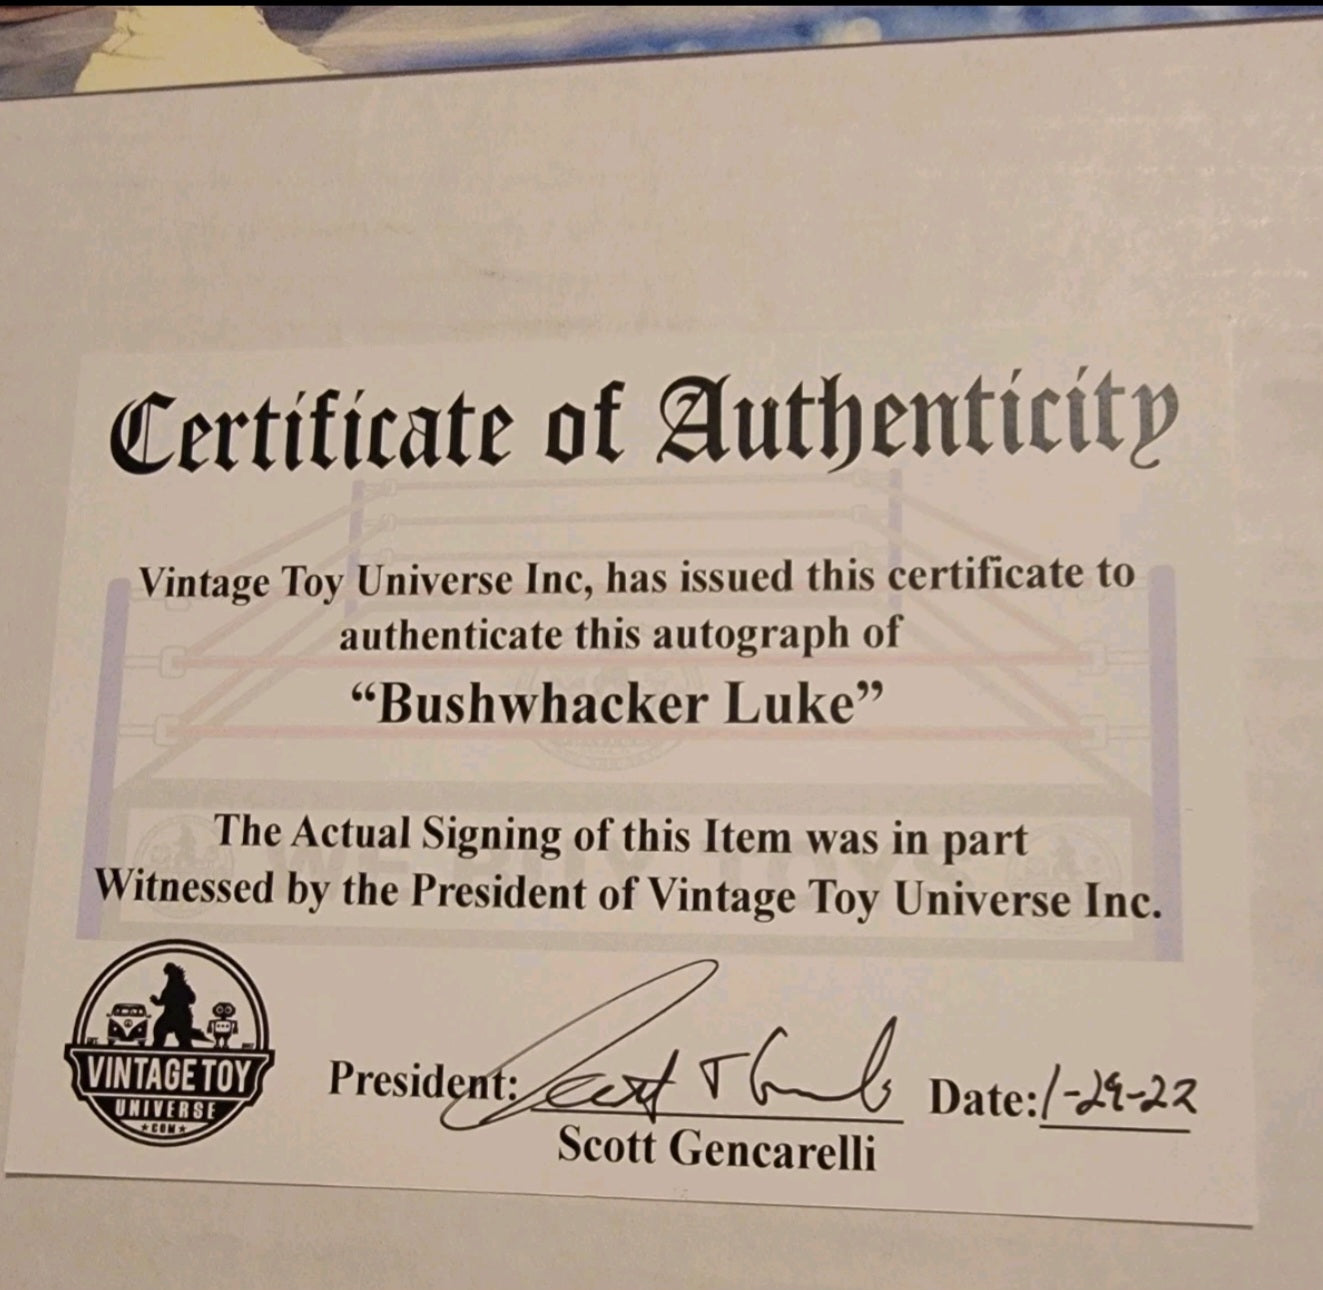 Certificate of Authenticity
Vintage Toy Universe Inc, has issued this certificate to
authenticate this autograph of
“Bushwhacker Luke”
The Actual Signing of this Item was in part
Witnessed by the President of Vintage Toy Universe Inc.
VINTAGE TOY
UNIVERSE
★COM★
President:
Date: 1-29-22
Scott Gencarelli